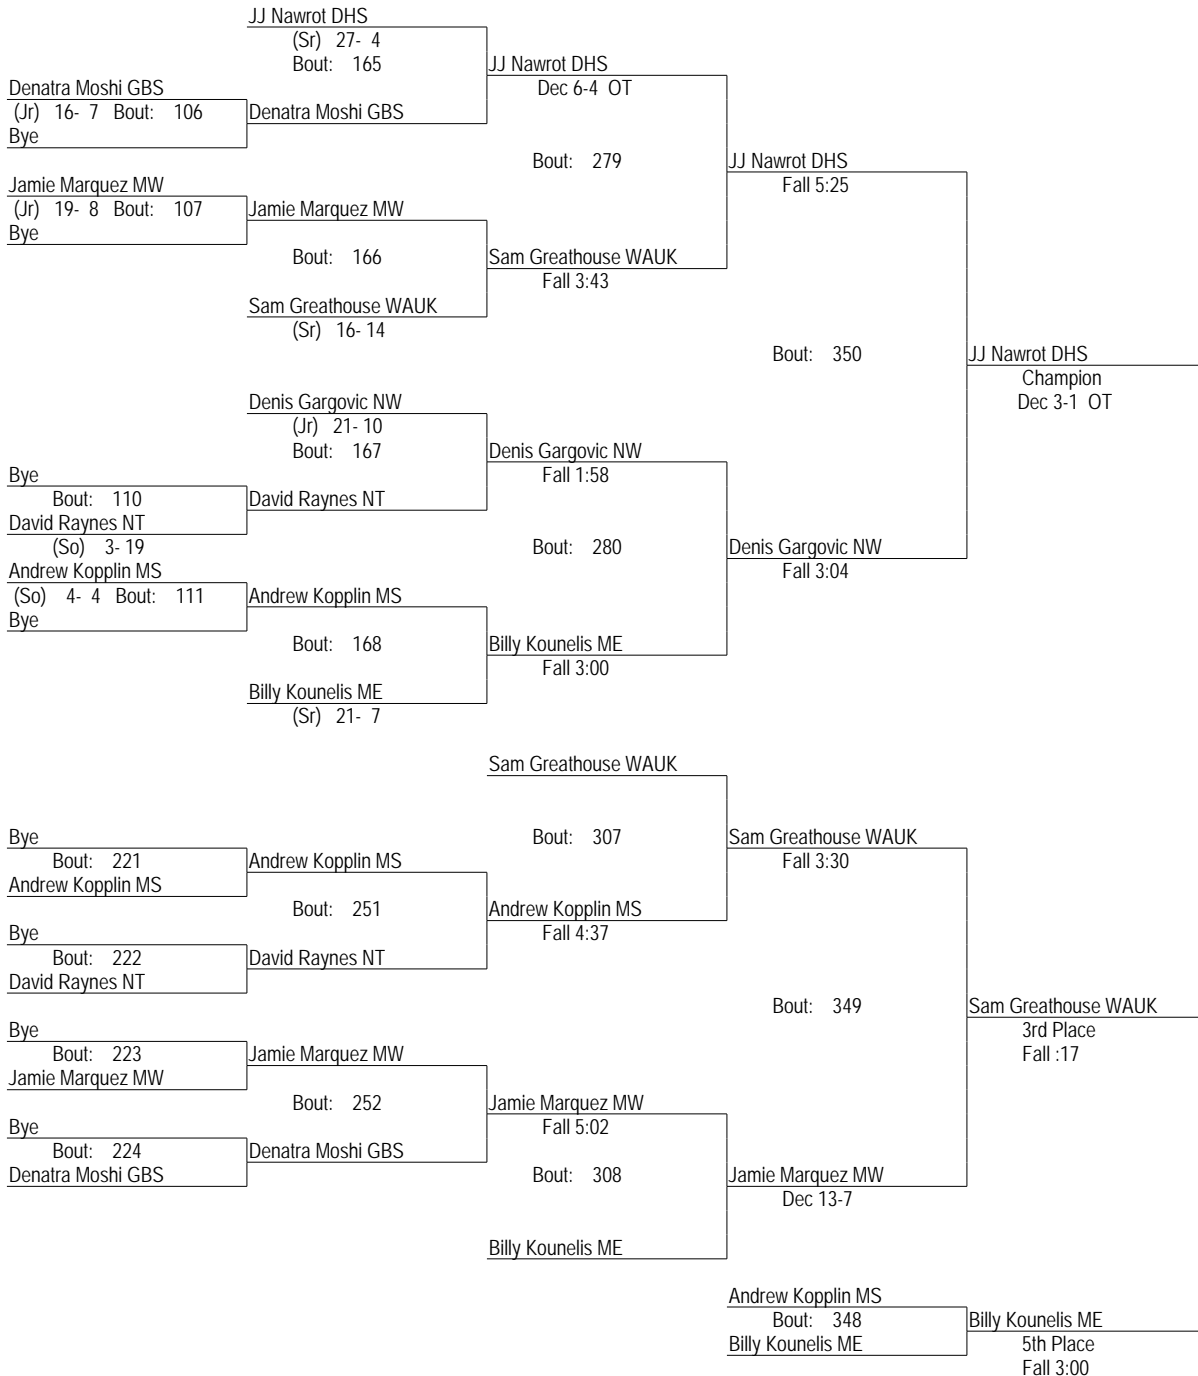 JJ Nawrot DHS
(Sr) 27- 4
Bout: 165
JJ Nawrot DHS
Dec 6-4 OT
Denatra Moshi GBS
(Jr) 16- 7 Bout: 106
Denatra Moshi GBS
Bye
Bout: 279
JJ Nawrot DHS
Fall 5:25
Jamie Marquez MW
(Jr) 19- 8 Bout: 107
Jamie Marquez MW
Bye
Bout: 166
Sam Greathouse WAUK
Fall 3:43
Sam Greathouse WAUK
(Sr) 16- 14
Bout: 350
JJ Nawrot DHS
Champion
Dec 3-1 OT
Denis Gargovic NW
(Jr) 21- 10
Bout: 167
Denis Gargovic NW
Fall 1:58
Bye
Bout: 110
David Raynes NT
David Raynes NT
(So) 3- 19
Bout: 280
Denis Gargovic NW
Fall 3:04
Andrew Kopplin MS
(So) 4- 4 Bout: 111
Andrew Kopplin MS
Bye
Bout: 168
Billy Kounelis ME
Fall 3:00
Billy Kounelis ME
(Sr) 21- 7
Sam Greathouse WAUK
Bye
Bout: 307
Sam Greathouse WAUK
Fall 3:30
Bout: 221
Andrew Kopplin MS
Andrew Kopplin MS
Bout: 251
Andrew Kopplin MS
Fall 4:37
Bye
Bout: 222
David Raynes NT
David Raynes NT
Bout: 349
Sam Greathouse WAUK
3rd Place
Fall :17
Bye
Bout: 223
Jamie Marquez MW
Jamie Marquez MW
Bout: 252
Jamie Marquez MW
Fall 5:02
Bye
Bout: 224
Denatra Moshi GBS
Denatra Moshi GBS
Bout: 308
Jamie Marquez MW
Dec 13-7
Billy Kounelis ME
Andrew Kopplin MS
Bout: 348
Billy Kounelis ME
Billy Kounelis ME
5th Place
Fall 3:00